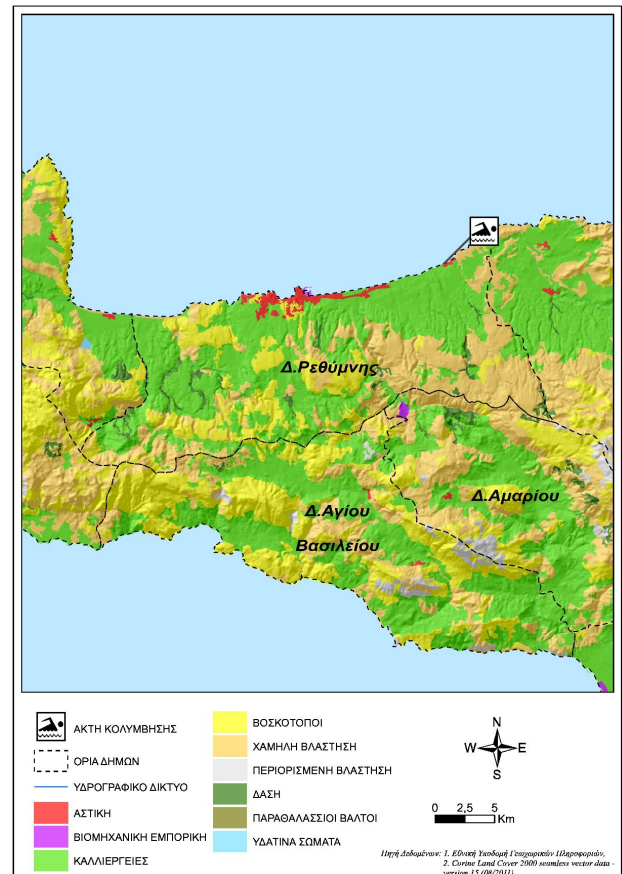 Δ.Ρεθύμνης
Δ.Αμαρίου
Δ.Αγίου
Βασιλείου
ΑΚΤΗ ΚΟΛΥΜΒΗΣΗΣ
ΟΡΙΑ ΔΗΜΩΝ
ΥΔΡΟΓΡΑΦΙΚΟ ΔΙΚΤΥΟ
ΑΣΤΙΚΗ
ΒΙΟΜΗΧΑΝΙΚΗ ΕΜΠΟΡΙΚΗ
ΚΑΛΛΙΕΡΓΕΙΕΣ
ΒΟΣΚΟΤΟΠΟΙ
ΧΑΜΗΛΗ ΒΛΑΣΤΗΣΗ
ΠΕΡΙΟΡΙΣΜΕΝΗ ΒΛΑΣΤΗΣΗ
ΔΑΣΗ
ΠΑΡΑΘΑΛΑΣΣΙΟΙ ΒΑΛΤΟΙ
ΥΔΑΤΙΝΑ ΣΩΜΑΤΑ
N
W E
S
0 2,5 5
Km
Πηγή Δεδομένων: 1. Εθνική Υποδομή Γεωχωρικών Πληροφοριών,
2. Corine Land Cover 2000 seamless vector data -
version 15 (08/2011)